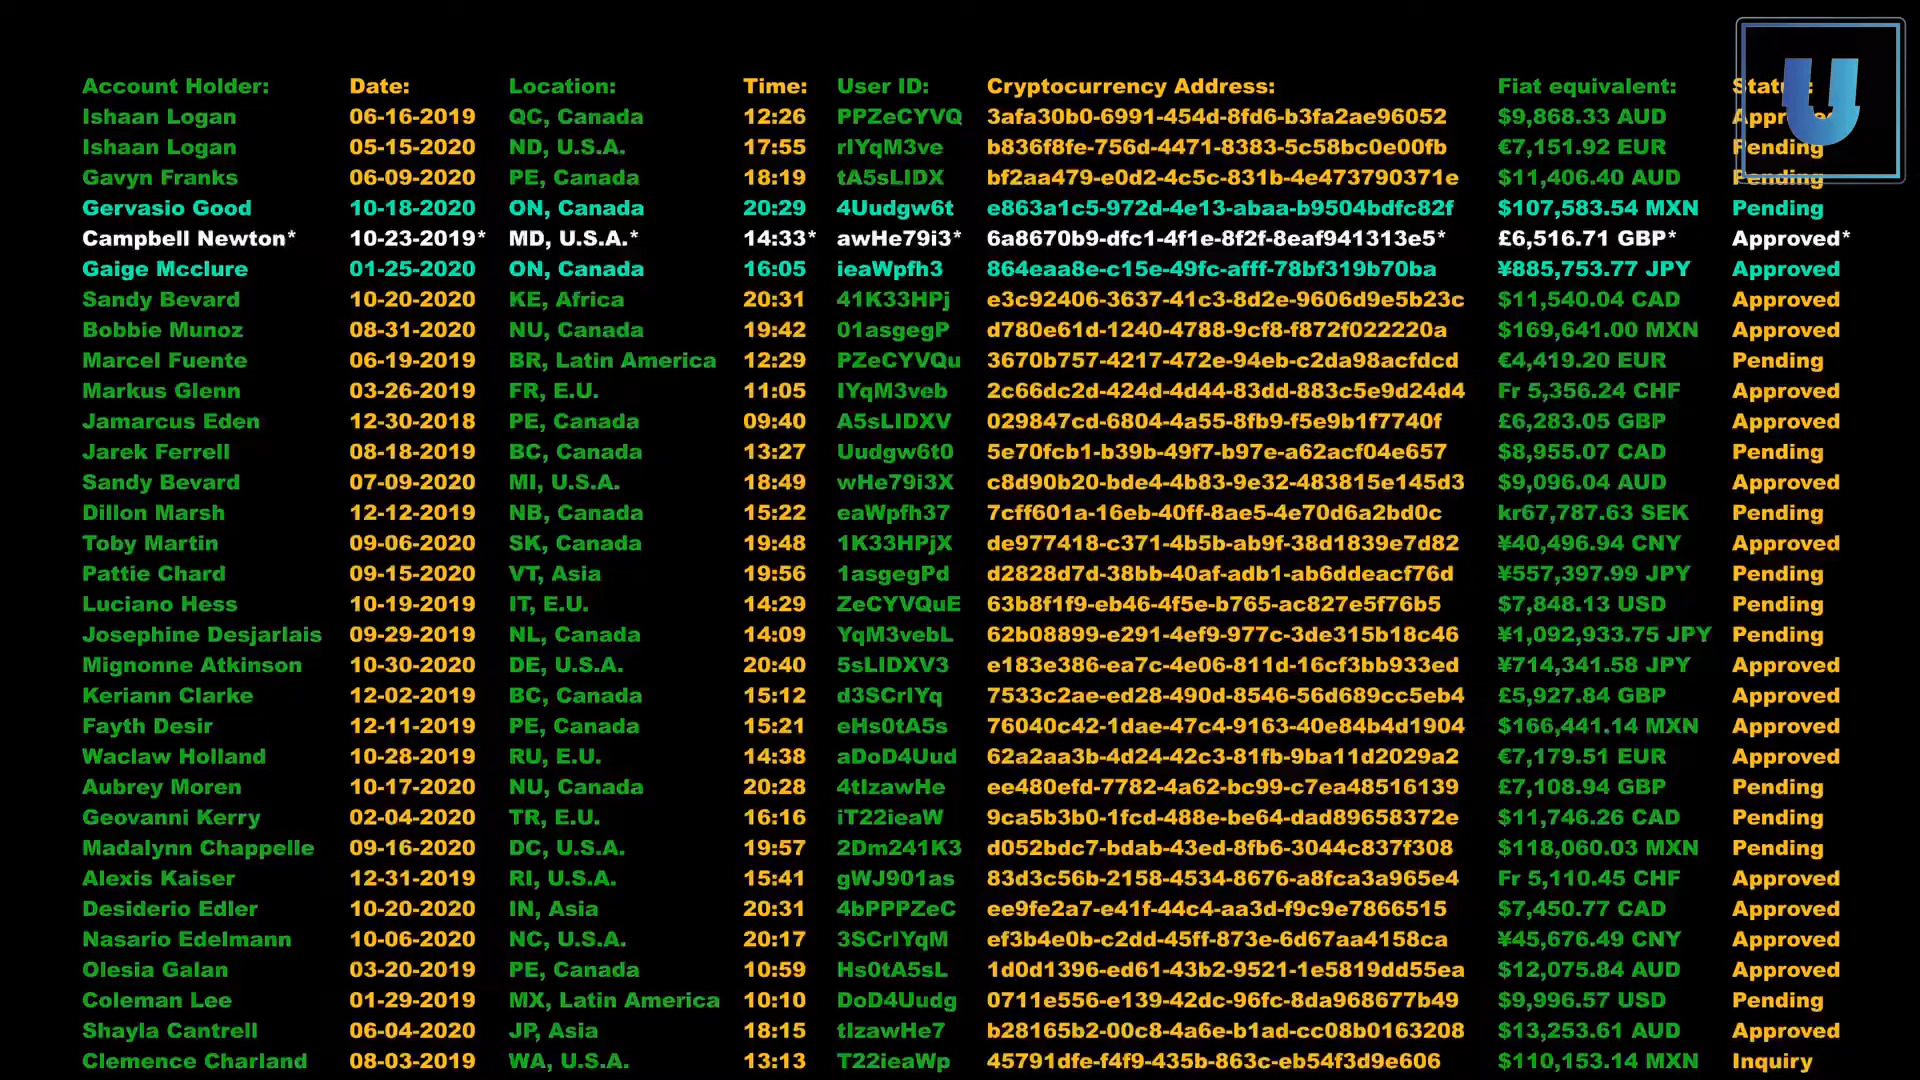 Account Holder: Date: Location: Time: User ID: Cryptocurrency Address: Fiat equivalent:
Ishaan Logan 06-16-2019 QC, Canada 12:26 PPZeCYVQ 3afa30b0-6991-454d-8fd6-b3fa2ae96052 $9,868.33 AUD
Ishaan Logan 05-15-2020 ND, U.S.A. 17:55 rIYqM3ve b836f8fe-756d-4471-8383-5c58bc0e00fb €7,151.92 EUR Pending
Gavyn Franks 06-09-2020 PE, Canada 18:19 tA5sLIDX bf2aa479-e0d2-4c5c-831b-4e473790371e $11,406.40 AUD Pending
Gervasio Good 10-18-2020 ON, Canada 20:29 4Uudgw6t e863a1c5-972d-4e13-abaa-b9504bdfc82f $107,583.54 MXN Pending
Campbell Newton* 10-23-2019* MD, U.S.A.* 14:33* awHe79i3* 6a8670b9-dfc1-4f1e-8f2f-8eaf941313e5* £6,516.71 GBP* Approved*
Gaige Mcclure 01-25-2020 ON, Canada 16:05 ieaWpfh3 864eaa8e-c15e-49fc-afff-78bf319b70ba ¥885,753.77 JPY Approved
Sandy Bevard 10-20-2020 KE, Africa 20:31 41K33HPj e3c92406-3637-41c3-8d2e-9606d9e5b23c $11,540.04 CAD Approved
Bobbie Munoz 08-31-2020 NU, Canada 19:42 01asgegP d780e61d-1240-4788-9cf8-f872f022220a $169,641.00 MXN Approved
Marcel Fuente 06-19-2019 BR, Latin America 12:29 PZeCYVQu 3670b757-4217-472e-94eb-c2da98acfdcd €4,419.20 EUR Pending
Markus Glenn 03-26-2019 FR, E.U. 11:05 IYqM3veb 2c66dc2d-424d-4d44-83dd-883c5e9d24d4 Fr 5,356.24 CHF Approved
Jamarcus Eden 12-30-2018 PE, Canada 09:40 A5sLIDXV 029847cd-6804-4a55-8fb9-f5e9b1f7740f £6,283.05 GBP Approved
Jarek Ferrell 08-18-2019 BC, Canada 13:27 Uudgw6t0 5e70fcb1-b39b-49f7-b97e-a62acf04e657 $8,955.07 CAD Pending
Sandy Bevard 07-09-2020 MI, U.S.A. 18:49 wHe79i3X c8d90b20-bde4-4b83-9e32-483815e145d3 $9,096.04 AUD Approved
Dillon Marsh 12-12-2019 NB, Canada 15:22 eaWpfh37 7cff601a-16eb-40ff-8ae5-4e70d6a2bd0c kr67,787.63 SEK Pending
Toby Martin 09-06-2020 SK, Canada 19:48 1K33HPjX de977418-c371-4b5b-ab9f-38d1839e7d82 ¥40,496.94 CNY Approved
Pattie Chard 09-15-2020 VT, Asia 19:56 1asgegPd d2828d7d-38bb-40af-adb1-ab6ddeacf76d ¥557,397.99 JPY Pending
Luciano Hess 10-19-2019 IT, E.U. 14:29 ZeCYVQuE 63b8f1f9-eb46-4f5e-b765-ac827e5f76b5 $7,848.13 USD Pending
Josephine Desjarlais 09-29-2019 NL, Canada 14:09 YqM3vebL 62b08899-e291-4ef9-977c-3de315b18c46 ¥1,092,933.75 JPY Pending
Mignonne Atkinson 10-30-2020 DE, U.S.A. 20:40 5sLIDXV3 e183e386-ea7c-4e06-811d-16cf3bb933ed ¥714,341.58 JPY Approved
Keriann Clarke 12-02-2019 BC, Canada 15:12 d3SCrIYq 7533c2ae-ed28-490d-8546-56d689cc5eb4 £5,927.84 GBP Approved
Fayth Desir 12-11-2019 PE, Canada 15:21 eHs0tA5s 76040c42-1dae-47c4-9163-40e84b4d1904 $166,441.14 MXN Approved
Waclaw Holland 10-28-2019 RU, E.U. 14:38 aDoD4Uud 62a2aa3b-4d24-42c3-81fb-9ba11d2029a2 €7,179.51 EUR Approved
Aubrey Moren 10-17-2020 NU, Canada 20:28 4tIzawHe ee480efd-7782-4a62-bc99-c7ea48516139 £7,108.94 GBP Pending
Geovanni Kerry 02-04-2020 TR, E.U. 16:16 iT22ieaW 9ca5b3b0-1fcd-488e-be64-dad89658372e $11,746.26 CAD Pending
Madalynn Chappelle 09-16-2020 DC, U.S.A. 19:57 2Dm241K3 d052bdc7-bdab-43ed-8fb6-3044c837f308 $118,060.03 MXN Pending
Alexis Kaiser 12-31-2019 RI, U.S.A. 15:41 gWJ901as 83d3c56b-2158-4534-8676-a8fca3a965e4 Fr 5,110.45 CHF Approved
Desiderio Edler 10-20-2020 IN, Asia 20:31 4bPPPZeC ee9fe2a7-e41f-44c4-aa3d-f9c9e7866515 $7,450.77 CAD Approved
Nasario Edelmann 10-06-2020 NC, U.S.A. 20:17 3SCrIYqM ef3b4e0b-c2dd-45ff-873e-6d67aa4158ca ¥45,676.49 CNY Approved
Olesia Galan 03-20-2019 PE, Canada 10:59 Hs0tA5sL 1d0d1396-ed61-43b2-9521-1e5819dd55ea $12,075.84 AUD Approved
Coleman Lee 01-29-2019 MX, Latin America 10:10 DoD4Uudg 0711e556-e139-42dc-96fc-8da968677b49 $9,996.57 USD Pending
Shayla Cantrell 06-04-2020 JP, Asia 18:15 tIzawHe7 b28165b2-00c8-4a6e-b1ad-cc08b0163208 $13,253.61 AUD Approved
Clemence Charland 08-03-2019 WA, U.S.A. 13:13 T22ieaWp 45791dfe-f4f9-435b-863c-eb54f3d9e606 $110,153.14 MXN Inquiry